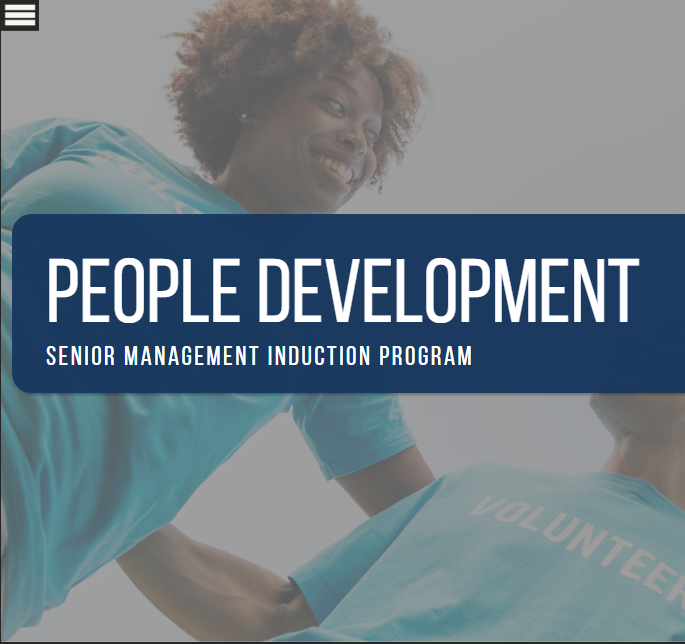 PEOPLE DEVELOPMENT
SENIOR MANAGEMENT INDUCTION PROGRAM
VOLUNTEER